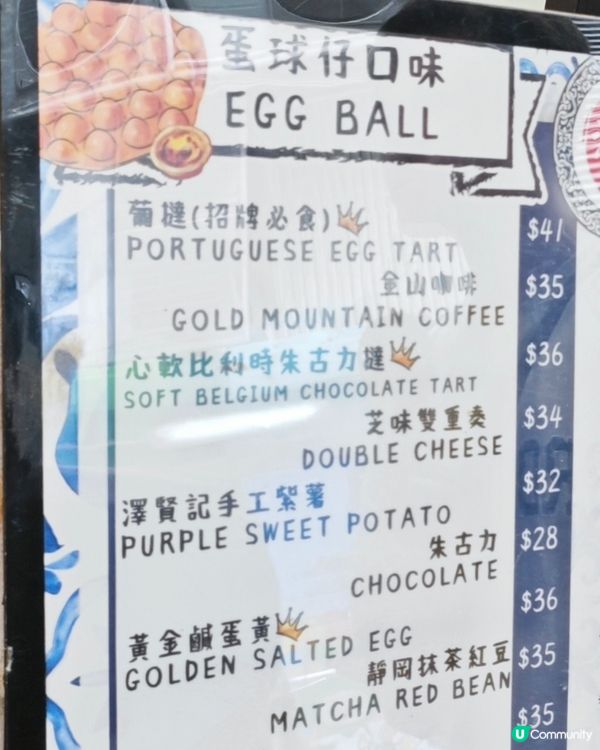 蛋球仔口味
EGG BALL
葡撻(招牌必食)
PORTUGUESE EGG TART
$41
金山咖啡
GOLD MOUNTAIN COFFEE
$35
心軟比利時朱古力撻
SOFT BELGIUM CHOCOLATE TART
$36
芝味雙重奏
DOUBLE CHEESE
$34
澤賢記手工紫薯
PURPLE SWEET POTATO
$32
朱古力
CHOCOLATE
$28
黃金鹹蛋黃
GOLDEN SALTED EGG
$36
靜岡抹茶紅豆
MATCHA RED BEAN
$35
$35
U Community